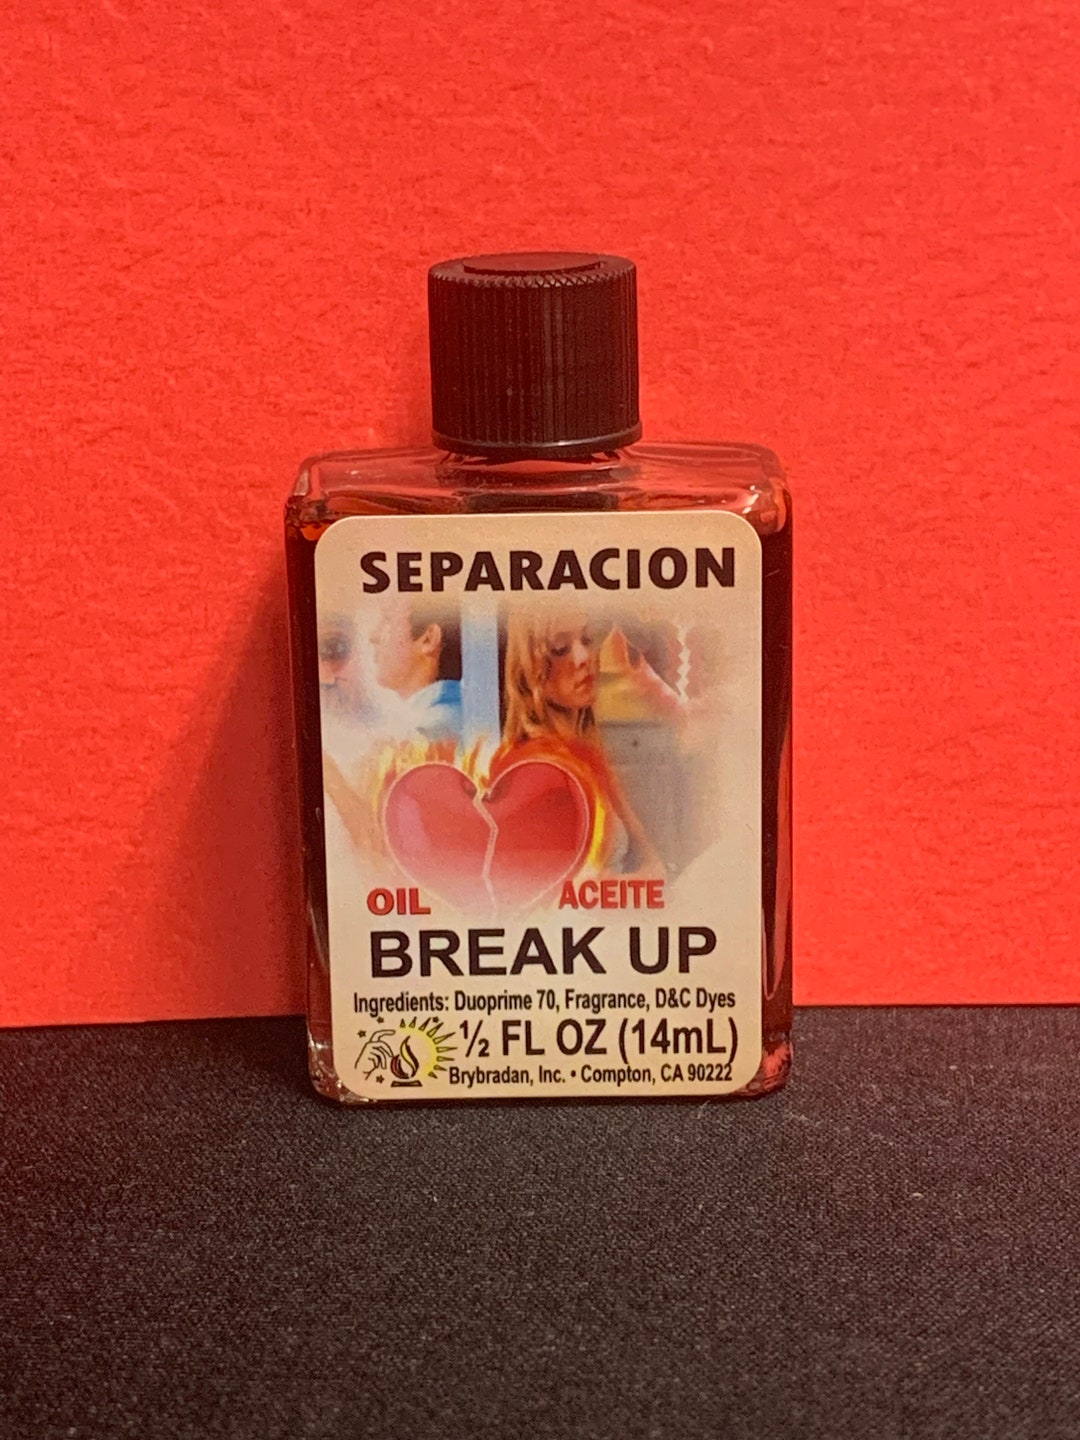 SEPARACION
OIL ACEITE
BREAK UP
Ingredients: Duoprime 70, Fragrance, D&C Dyes
½ FL OZ (14mL)
Brybradan, Inc. • Compton, CA 90222